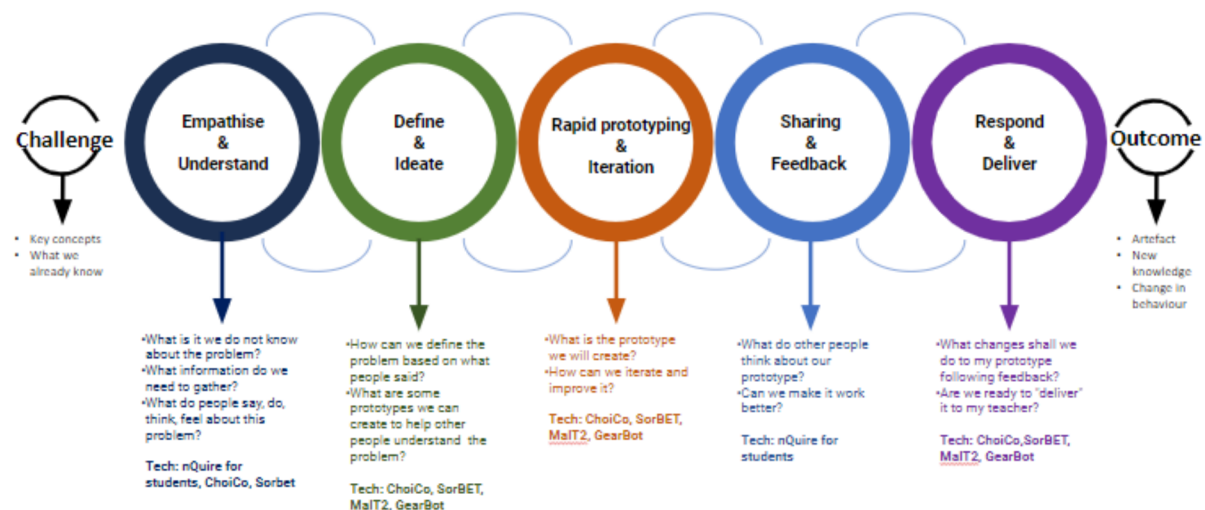 Challenge
• Key concepts
• What we
already know
Empathise
&
Understand
•What is it we do not know
about the problem?
•What information do we
need to gather?
•What do people say, do,
think, feel about this
problem?
Tech: nQuire for
students, ChoiCo, Sorbet
Define
&
Ideate
•How can we define the
problem based on what
people said?
•What are some
prototypes we can
create to help other
people understand the
problem?
Tech: ChoiCo, SorBET,
MaIT2, GearBot
Rapid prototyping
&
Iteration
•What is the prototype
we will create?
•How can we iterate and
improve it?
Tech: ChoiCo, SorBET,
MaIT2, GearBot
Sharing
&
Feedback
•What do other people
think about our
prototype?
•Can we make it work
better?
Tech: nQuire for
students
Respond
&
Deliver
•What changes shall we
do to my prototype
following feedback?
•Are we ready to "deliver"
it to my teacher?
Tech: ChoiCo,SorBET,
MaIT2, GearBot
Outcome
• Artefact
• New
knowledge
• Change in
behaviour